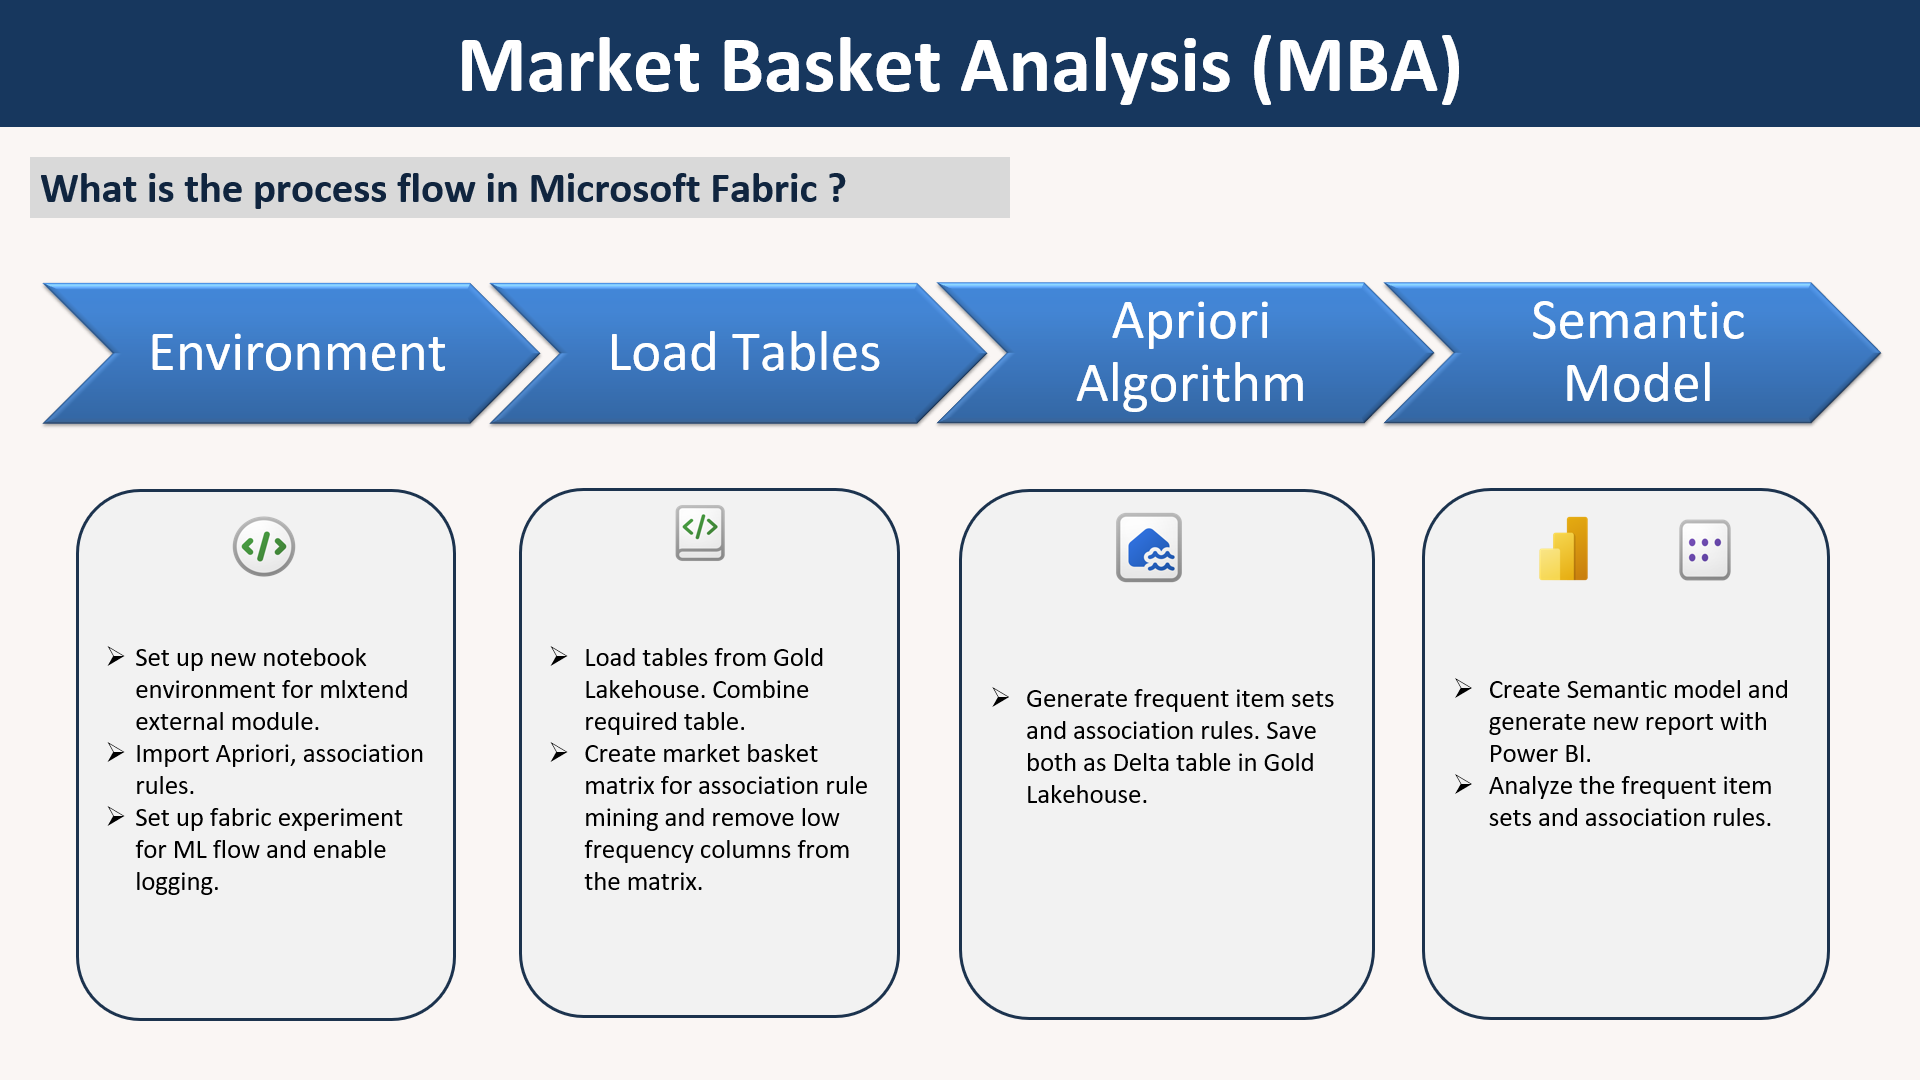 Market Basket Analysis (MBA)
What is the process flow in Microsoft Fabric ?
Environment
Load Tables
Apriori
Algorithm
Semantic
Model
Set up new notebook
environment for mlxtend
external module.
Import Apriori, association
rules.
Set up fabric experiment
for ML flow and enable
logging.
Load tables from Gold
Lakehouse. Combine
required table.
Create market basket
matrix for association rule
mining and remove low
frequency columns from
the matrix.
Generate frequent item sets
and association rules. Save
both as Delta table in Gold
Lakehouse.
Create Semantic model and
generate new report with
Power BI.
Analyze the frequent item
sets and association rules.